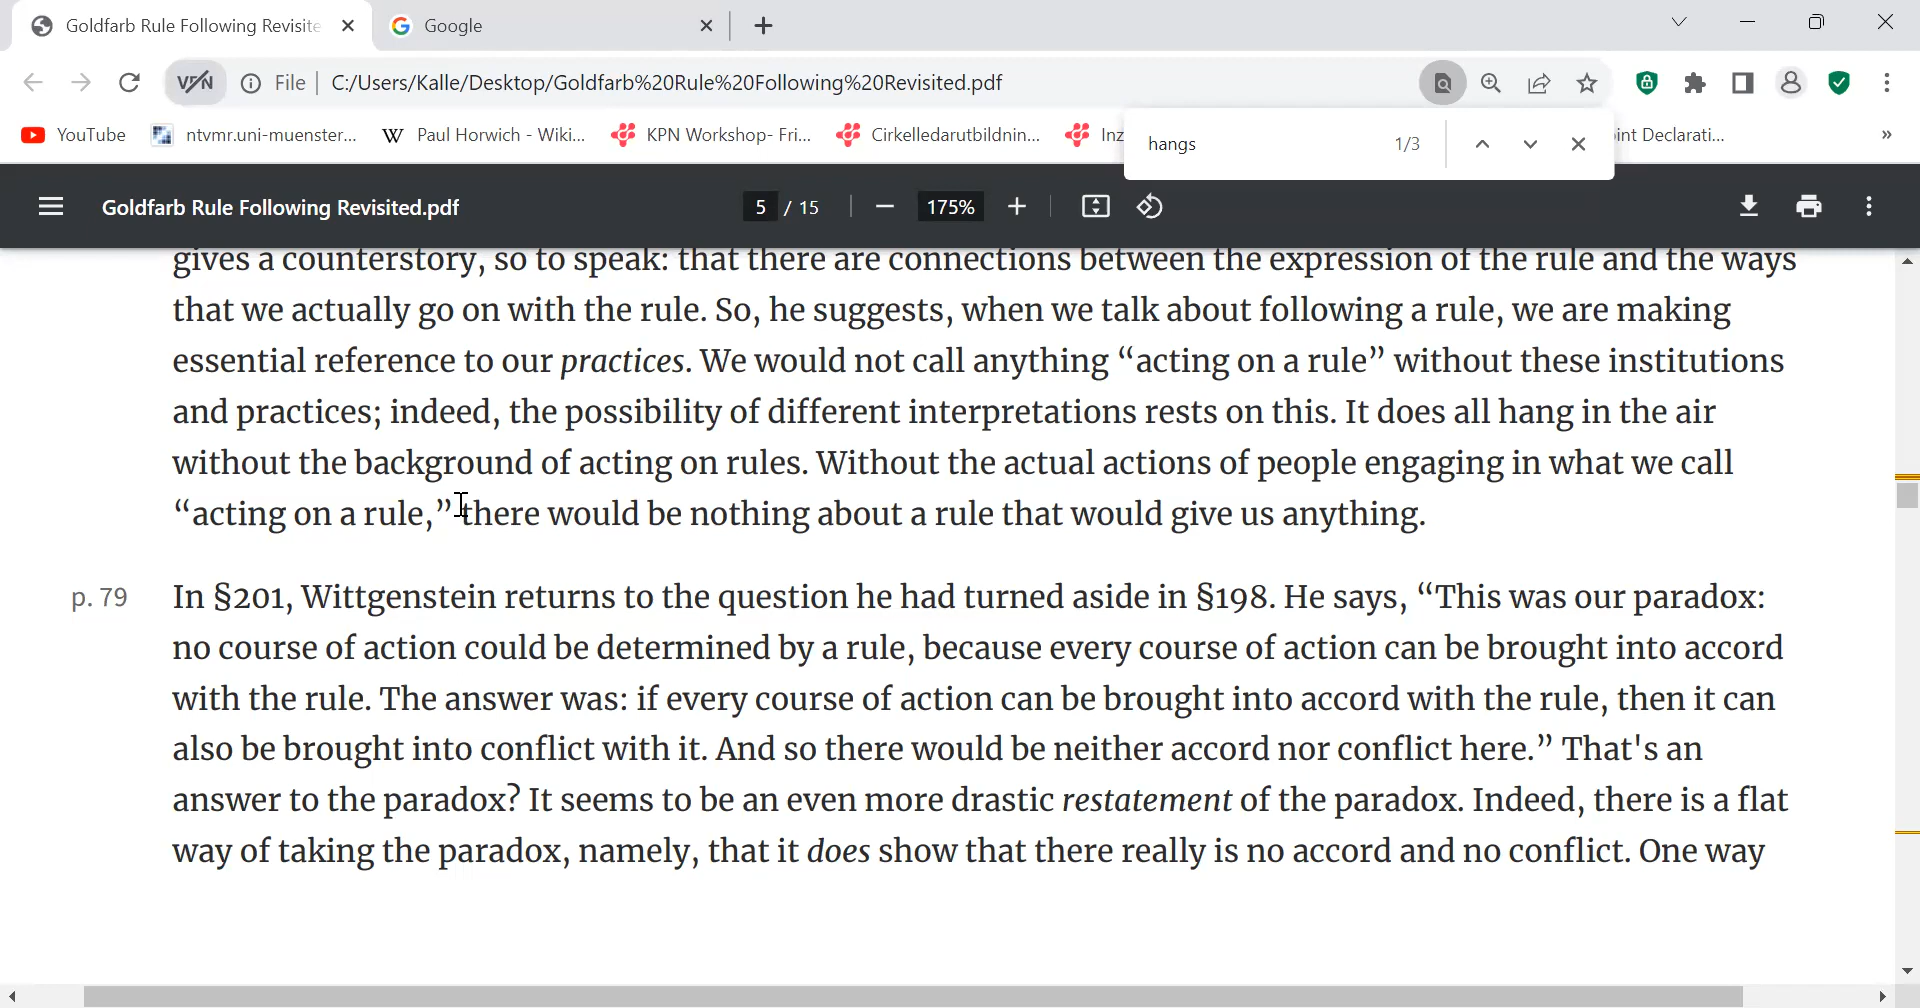 Goldfarb Rule Following Revisite
Google
File
C:/Users/Kalle/Desktop/Goldfarb%20Rule%20Following%20Revisited.pdf
YouTube
ntvmr.uni-muenster...
Paul Horwich - Wiki...
KPN Workshop- Fri...
Cirkelledarutbildnin...
Inz
hangs
1/3
int Declarati...
»
Goldfarb Rule Following Revisited.pdf
5 / 15
175%
gives a counterstory, so to speak: that there are connections between the expression of the rule and the ways
that we actually go on with the rule. So, he suggests, when we talk about following a rule, we are making
essential reference to our practices. We would not call anything “acting on a rule” without these institutions
and practices; indeed, the possibility of different interpretations rests on this. It does all hang in the air
without the background of acting on rules. Without the actual actions of people engaging in what we call
“acting on a rule,” there would be nothing about a rule that would give us anything.
p. 79
In §201, Wittgenstein returns to the question he had turned aside in §198. He says, “This was our paradox:
no course of action could be determined by a rule, because every course of action can be brought into accord
with the rule. The answer was: if every course of action can be brought into accord with the rule, then it can
also be brought into conflict with it. And so there would be neither accord nor conflict here.” That's an
answer to the paradox? It seems to be an even more drastic restatement of the paradox. Indeed, there is a flat
way of taking the paradox, namely, that it does show that there really is no accord and no conflict. One way